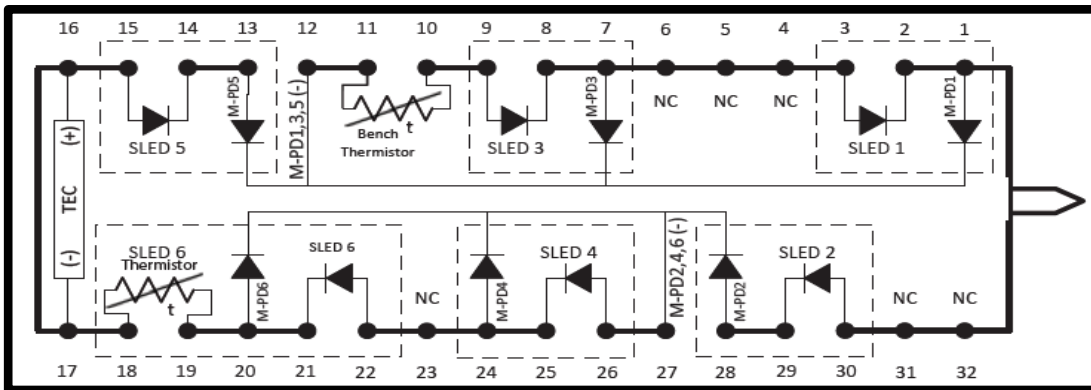 16 15 14 13 12 11 10 9 8 7 6 5 4 3 2 1
M-PD5
M-PD1,3,5 (-)
M-PD3
M-PD1
NC NC NC
t
SLED 5
Bench
Thermistor
SLED 3
SLED 1
(+)
TEC
(-)
SLED 6
Thermistor
t
M-PD6
SLED 6
NC
M-PD4
SLED 4
M-PD2,4,6 (-)
M-PD2
SLED 2
NC NC
17 18 19 20 21 22 23 24 25 26 27 28 29 30 31 32